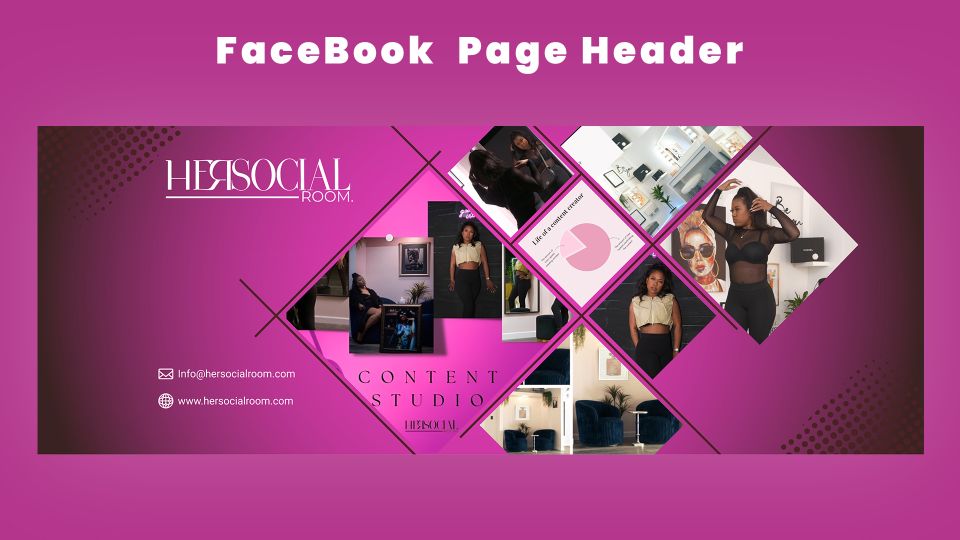 FaceBook Page Header
HERSOCIAL
ROOM.
Life of a content creator
Info@hersocialroom.com
www.hersocialroom.com
CONTENT
STUDIO
HERSOCIAL